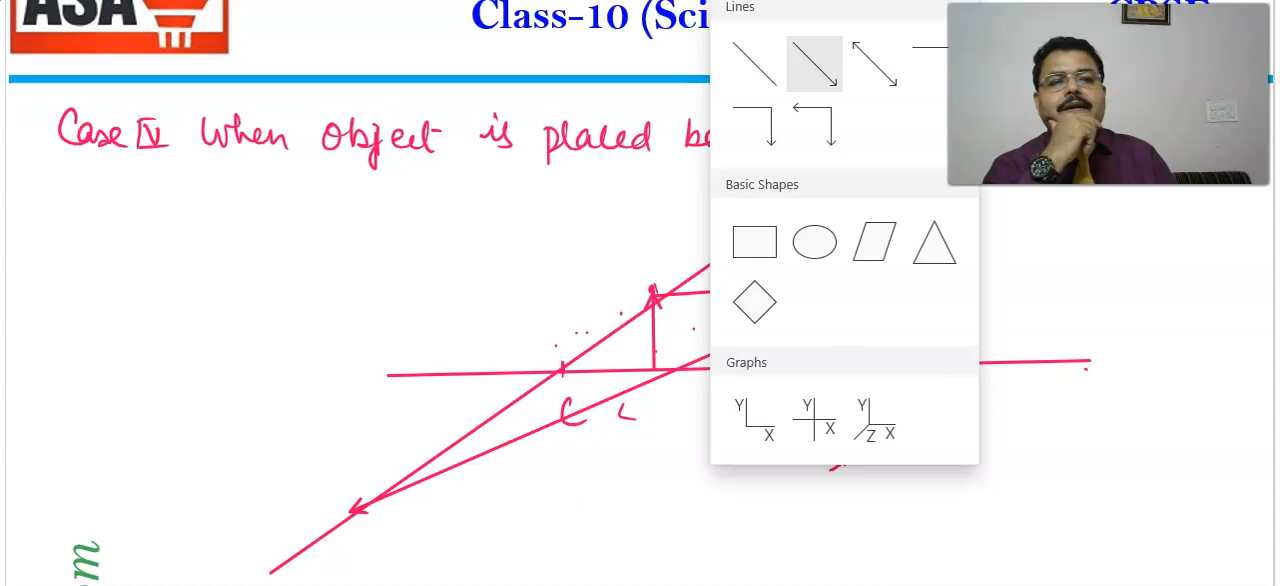 ASA
Class-10 (Sci
Lines
Case IV When object is placed be
Basic Shapes
Graphs
Y
X
Y
X
Y
Z X
C